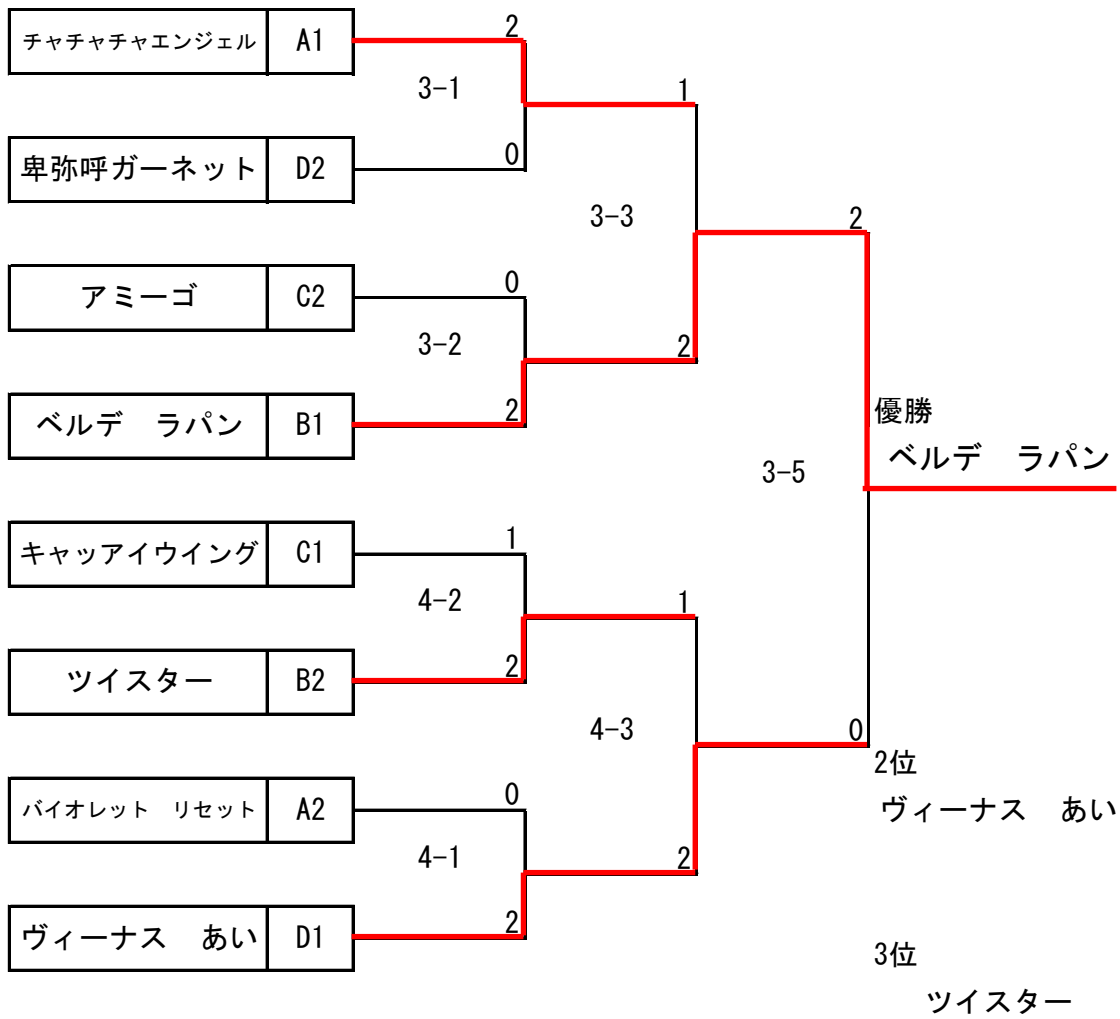 チャチャチャエンジェル A1
2
3-1
1
卑弥呼ガーネット D2
0
3-3
2
アミーゴ C2
0
3-2
2
ベルデ　ラパン B1
2
優勝
ベルデ　ラパン
3-5
キャッアイウイング C1
1
4-2
1
ツイスター B2
2
4-3
0
2位
ヴィーナス　あい
バイオレット　リセット A2
0
4-1
2
ヴィーナス　あい D1
2
3位
ツイスター